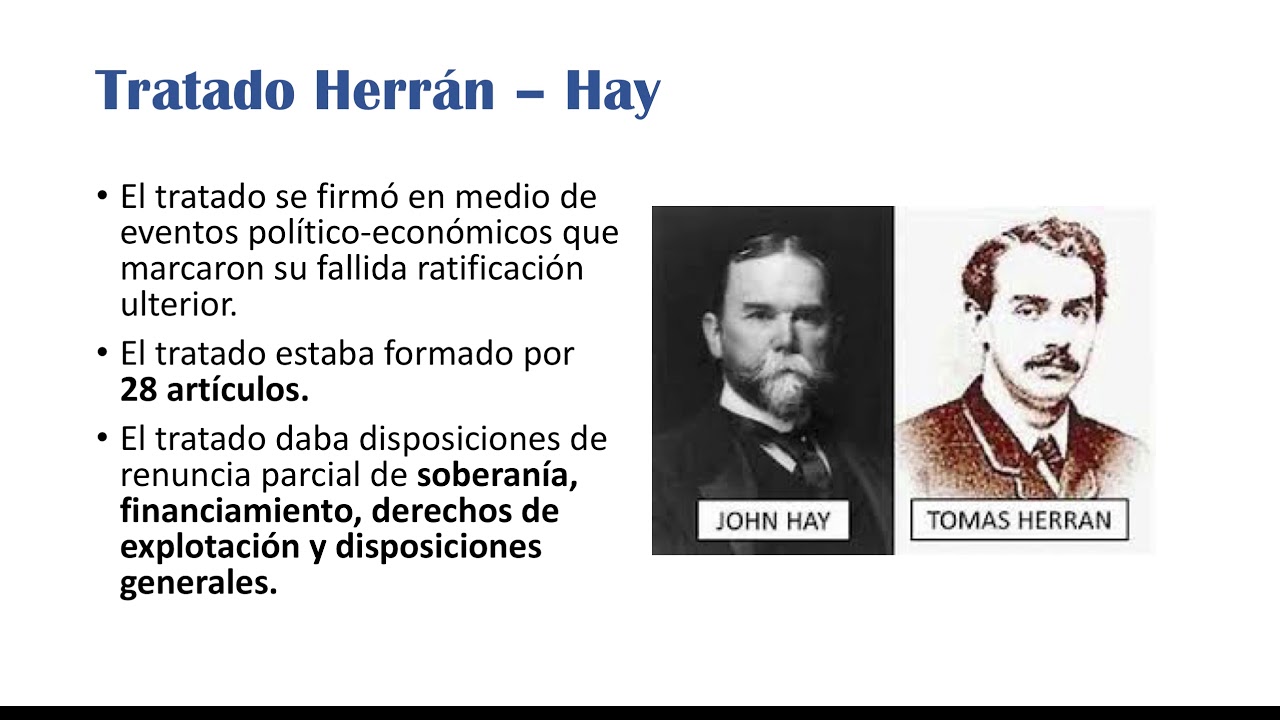 Tratado Herrán – Hay
• El tratado se firmó en medio de
eventos político-económicos que
marcaron su fallida ratificación
ulterior.
• El tratado estaba formado por
28 artículos.
• El tratado daba disposiciones de
renuncia parcial de soberanía,
financiamiento, derechos de
explotación y disposiciones
generales.
JOHN HAY
TOMAS HERRAN